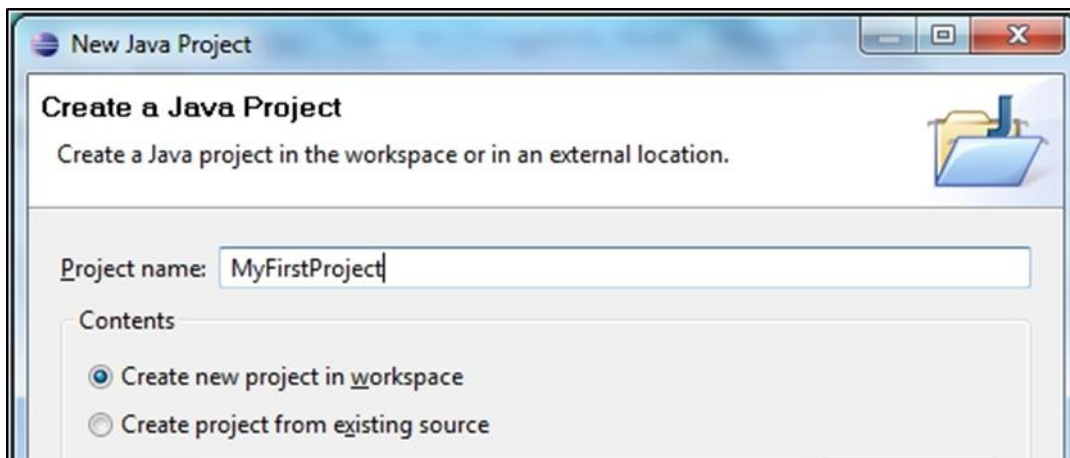 New Java Project
Create a Java Project
Create a Java project in the workspace or in an external location.
Project name: MyFirstProject
Contents
Create new project in workspace
Create project from existing source